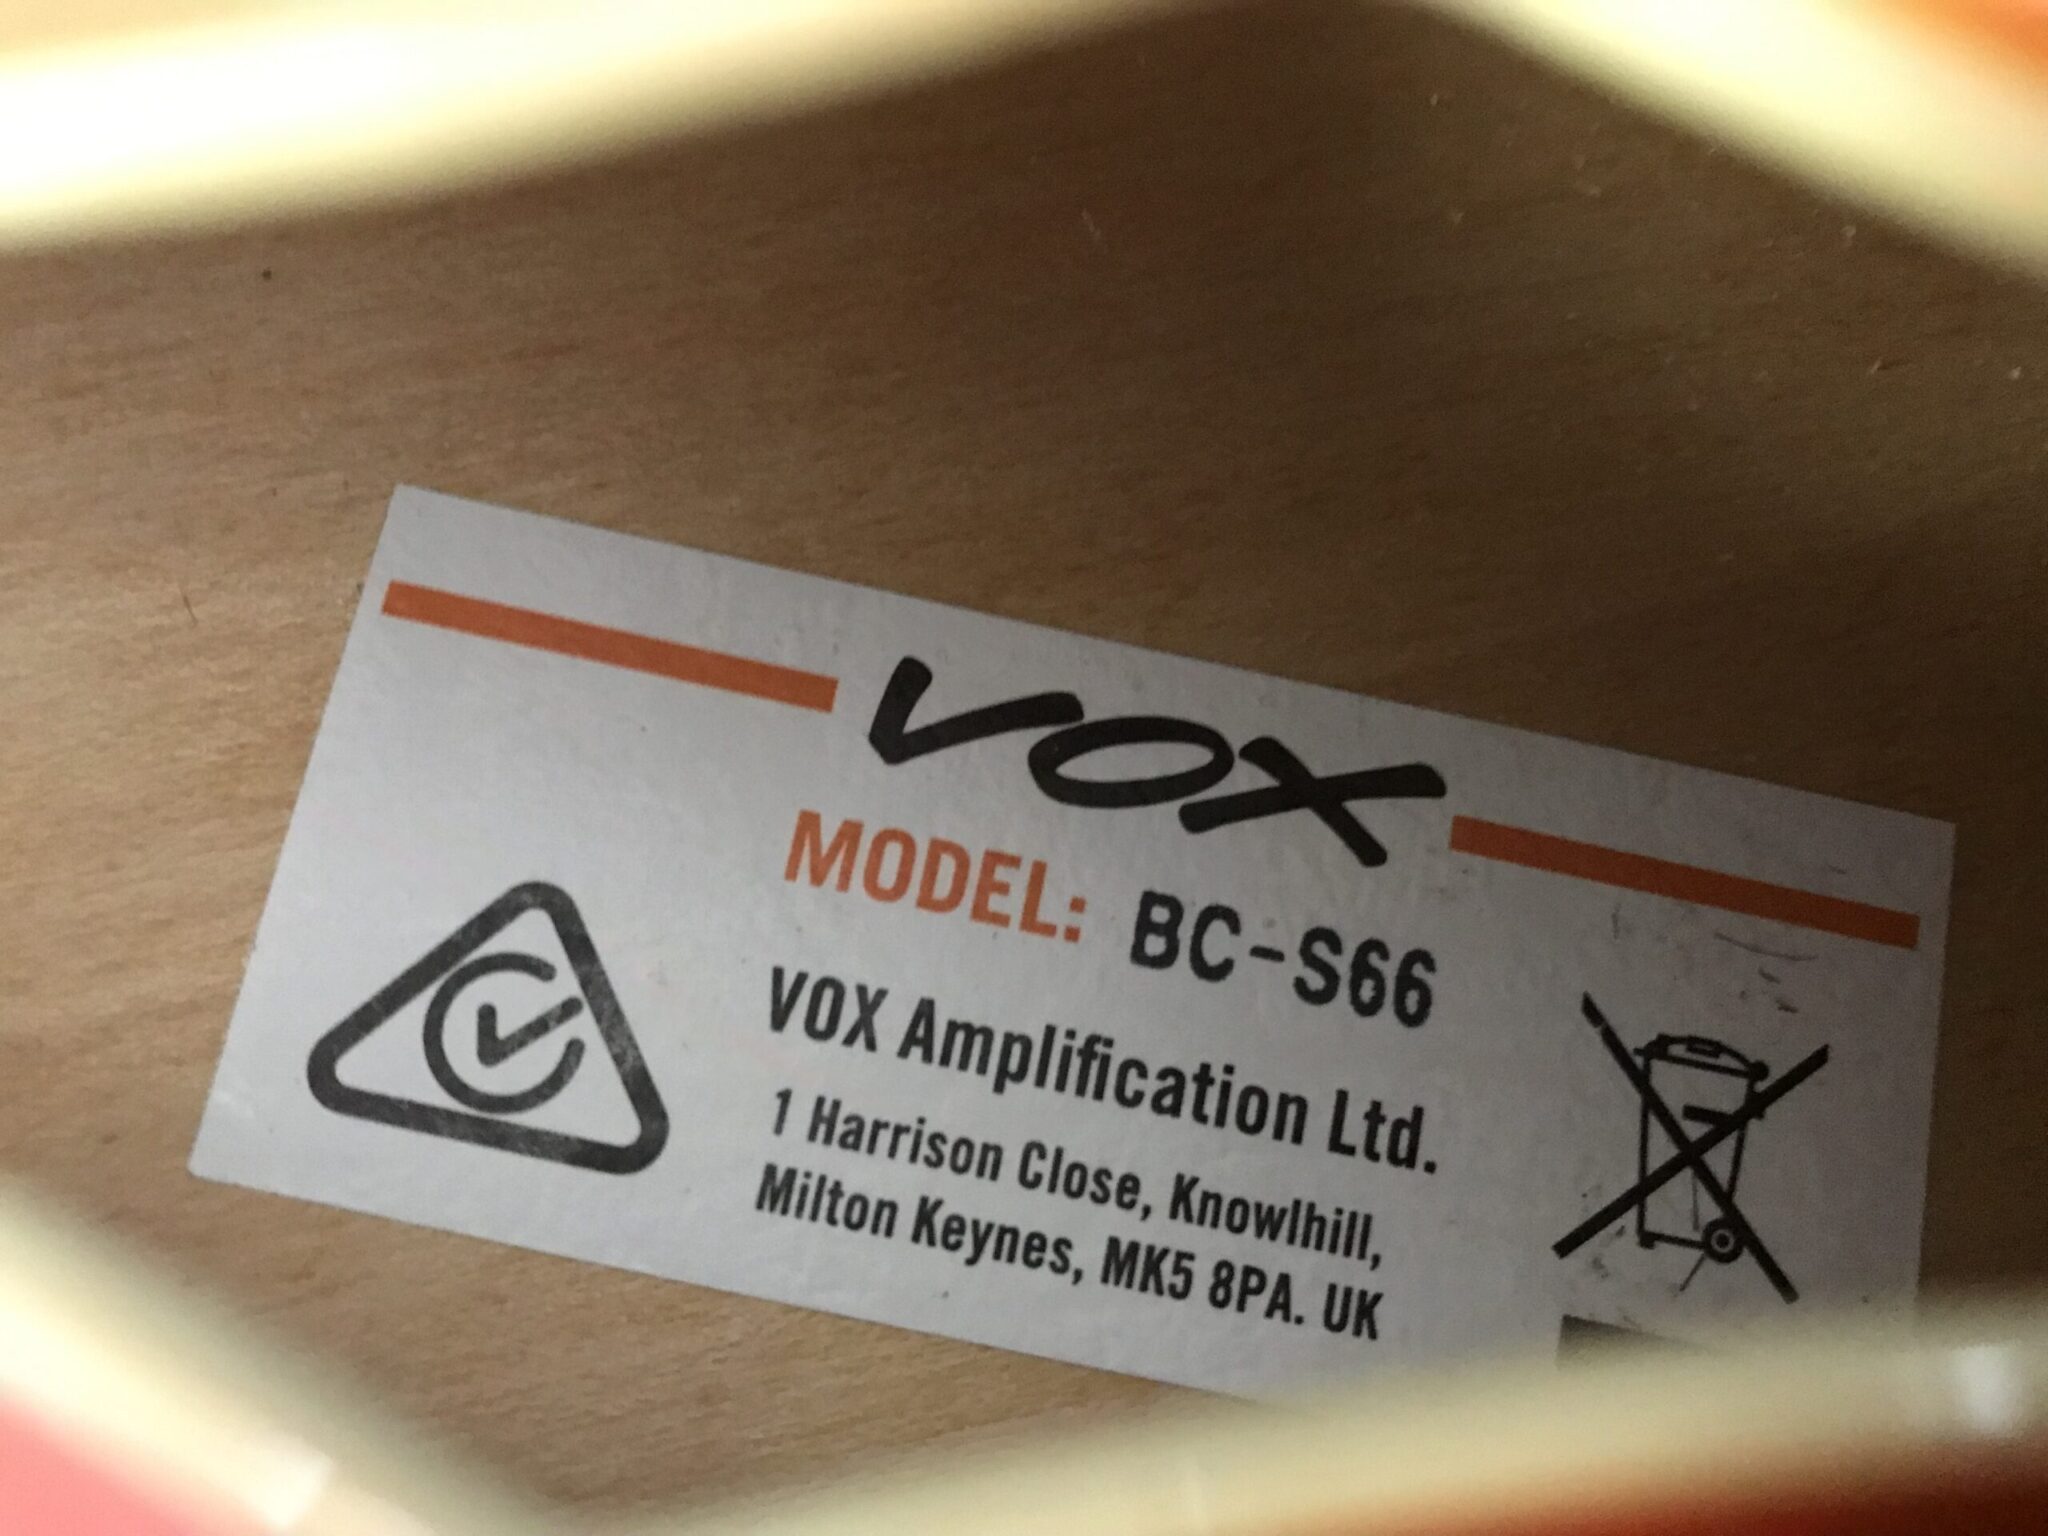 VOX
MODEL: BC-S66
VOX Amplification Ltd.
1 Harrison Close, Knowlhill,
Milton Keynes, MK5 8PA. UK